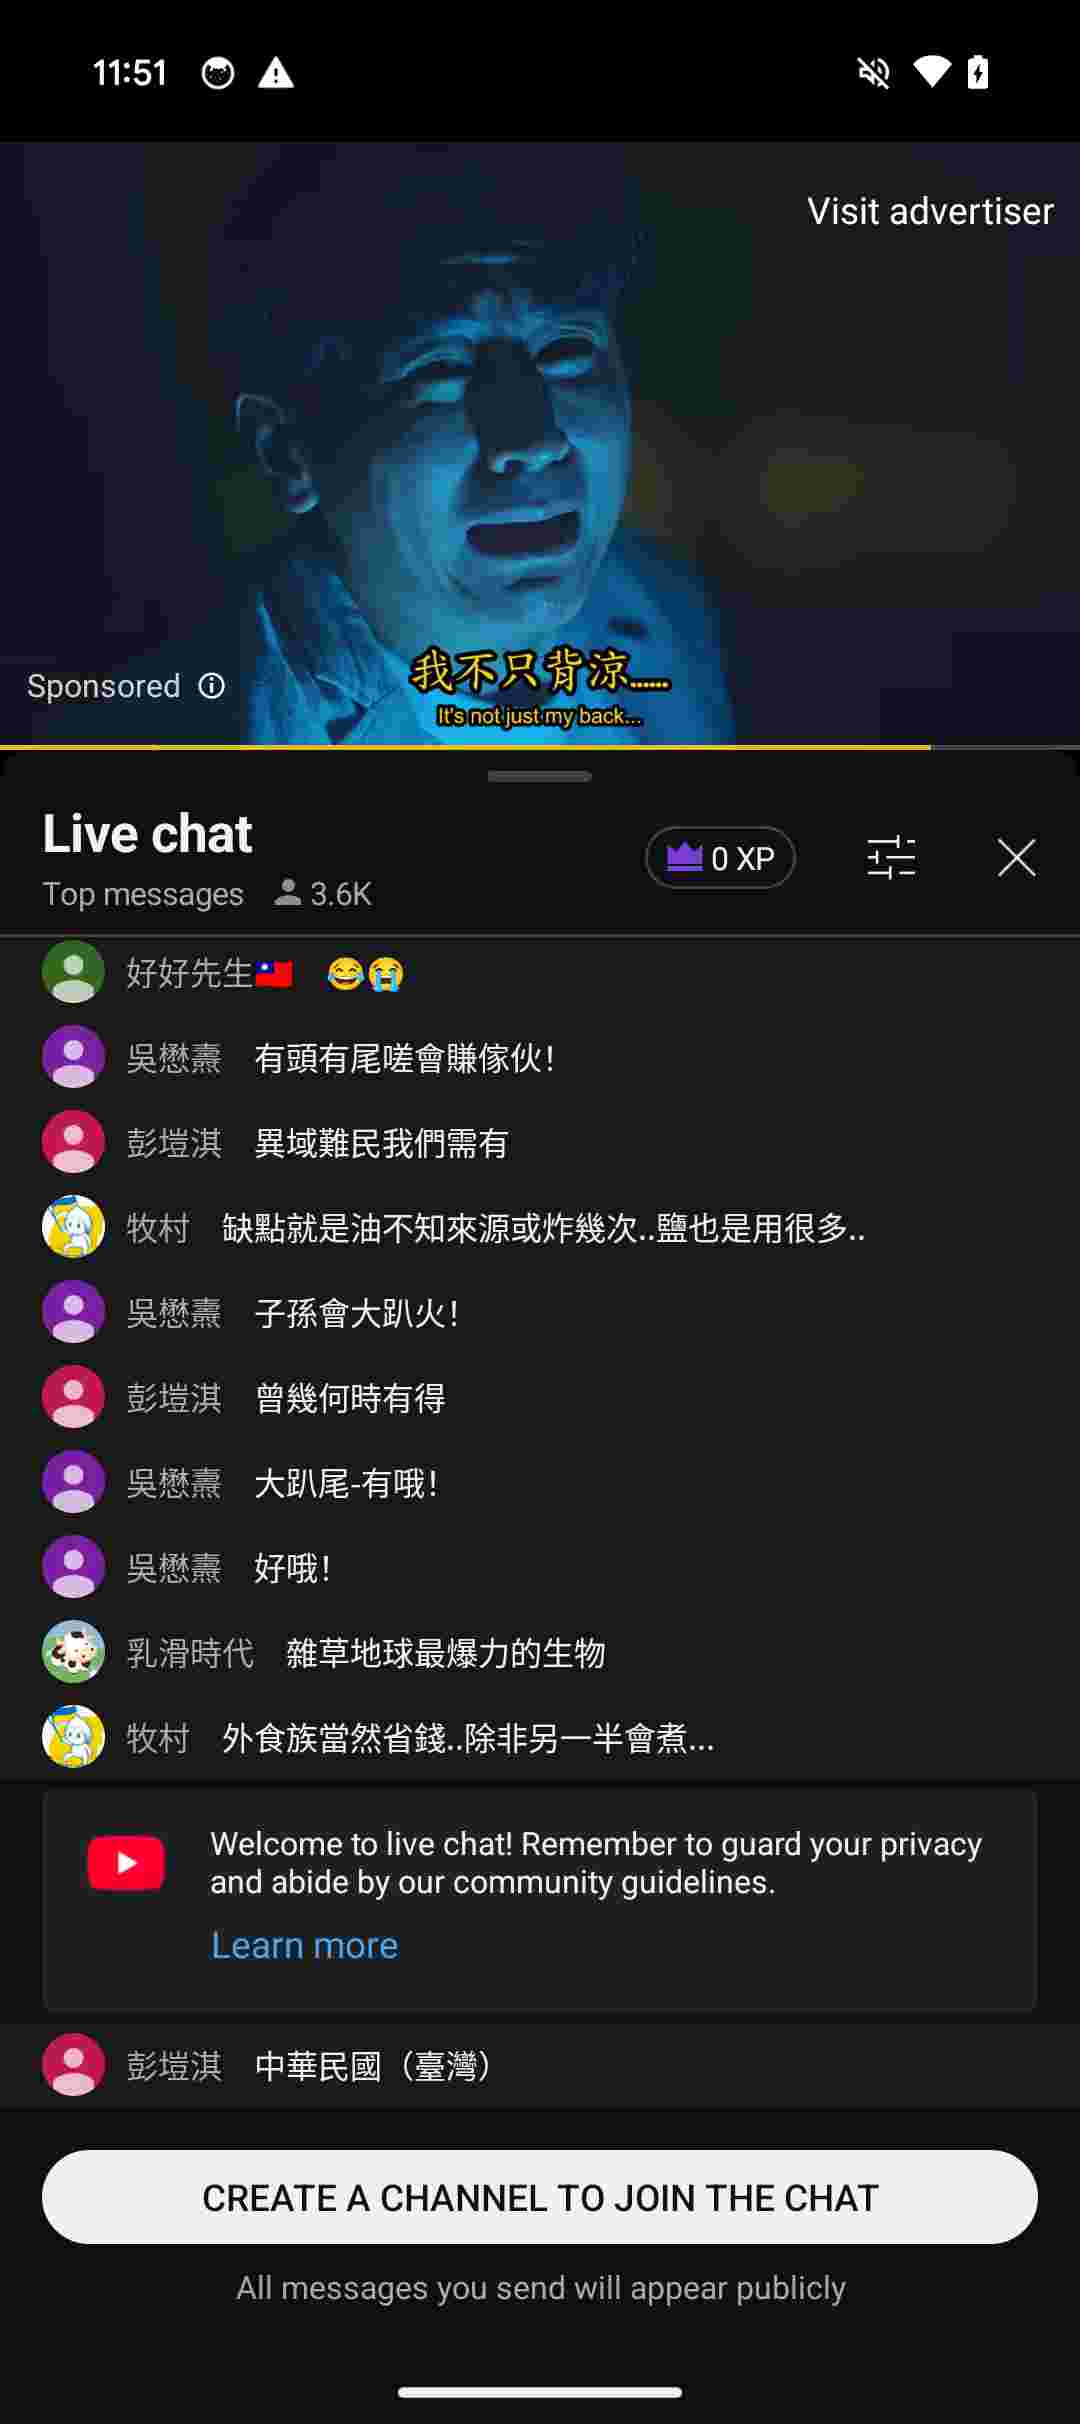 11:51
Visit advertiser
我不只背涼......
It's not just my back...
Sponsored
Live chat
Top messages 3.6K
0 XP
好好先生🇹🇼 😂😭
吳懋燾 有頭有尾嗟會賺傢伙！
彭塏淇 異域難民我們需有
牧村 缺點就是油不知來源或炸幾次..鹽也是用很多..
吳懋燾 子孫會大趴火！
彭塏淇 曾幾何時有得
吳懋燾 大趴尾-有哦！
吳懋燾 好哦！
乳滑時代 雜草地球最爆力的生物
牧村 外食族當然省錢..除非另一半會煮...
Welcome to live chat! Remember to guard your privacy
and abide by our community guidelines.
Learn more
彭塏淇 中華民國（臺灣）
CREATE A CHANNEL TO JOIN THE CHAT
All messages you send will appear publicly